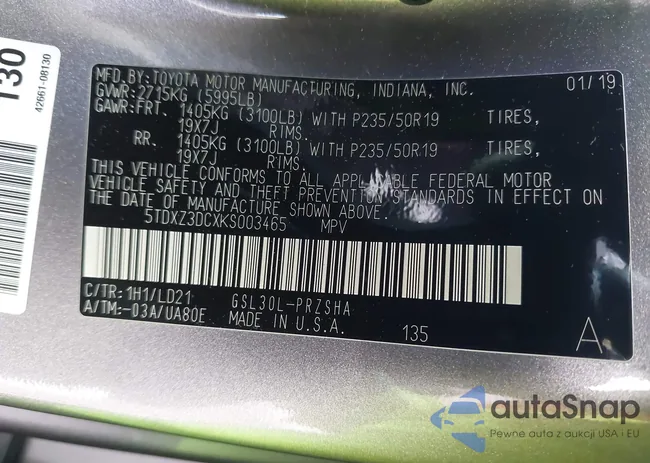 130
42661-08130
MFD.BY:TOYOTA MOTOR MANUFACTURING, INDIANA, INC. 01/19
GVWR:2715KG (5995LB)
GAWR:FRT. 1405KG (3100LB) WITH P235/50R19 TIRES,
19X7J RIMS.
RR. 1405KG (3100LB) WITH P235/50R19 TIRES,
19X7J RIMS.
THIS VEHICLE CONFORMS TO ALL APPLICABLE FEDERAL MOTOR
VEHICLE SAFETY AND THEFT PREVENTION STANDARDS IN EFFECT ON
THE DATE OF MANUFACTURE SHOWN ABOVE.
5TDXZ3DCXKS003465 MPV
C/TR:1H1/LD21 GSL30L-PRZSHA
A/TM:-03A/UA80E MADE IN U.S.A. 135 A
autaSnap
Pewne auta z aukcji USA i EU